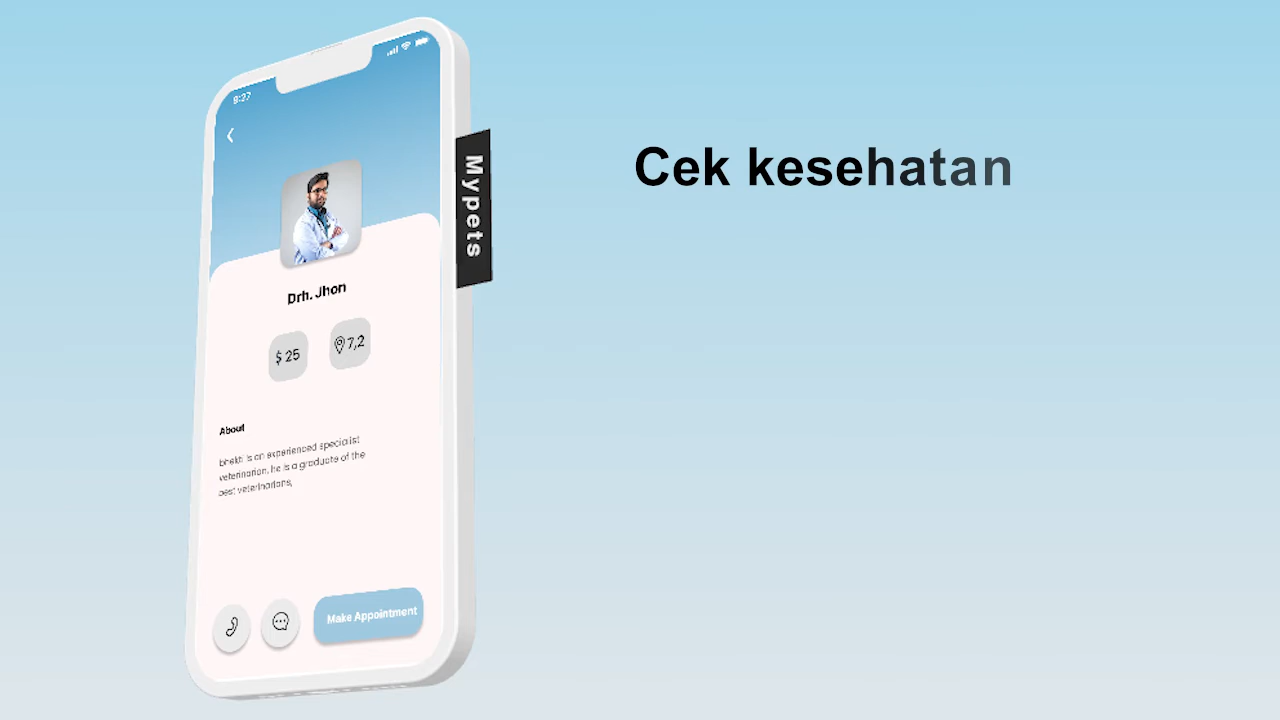 9:27
Drh. Jhon
$ 25
7,2
About
bhekti is an experienced specialist
veterinarian, he is a graduate of the
best veterinarians,
Make Appointment
Mypets
Cek kesehatan